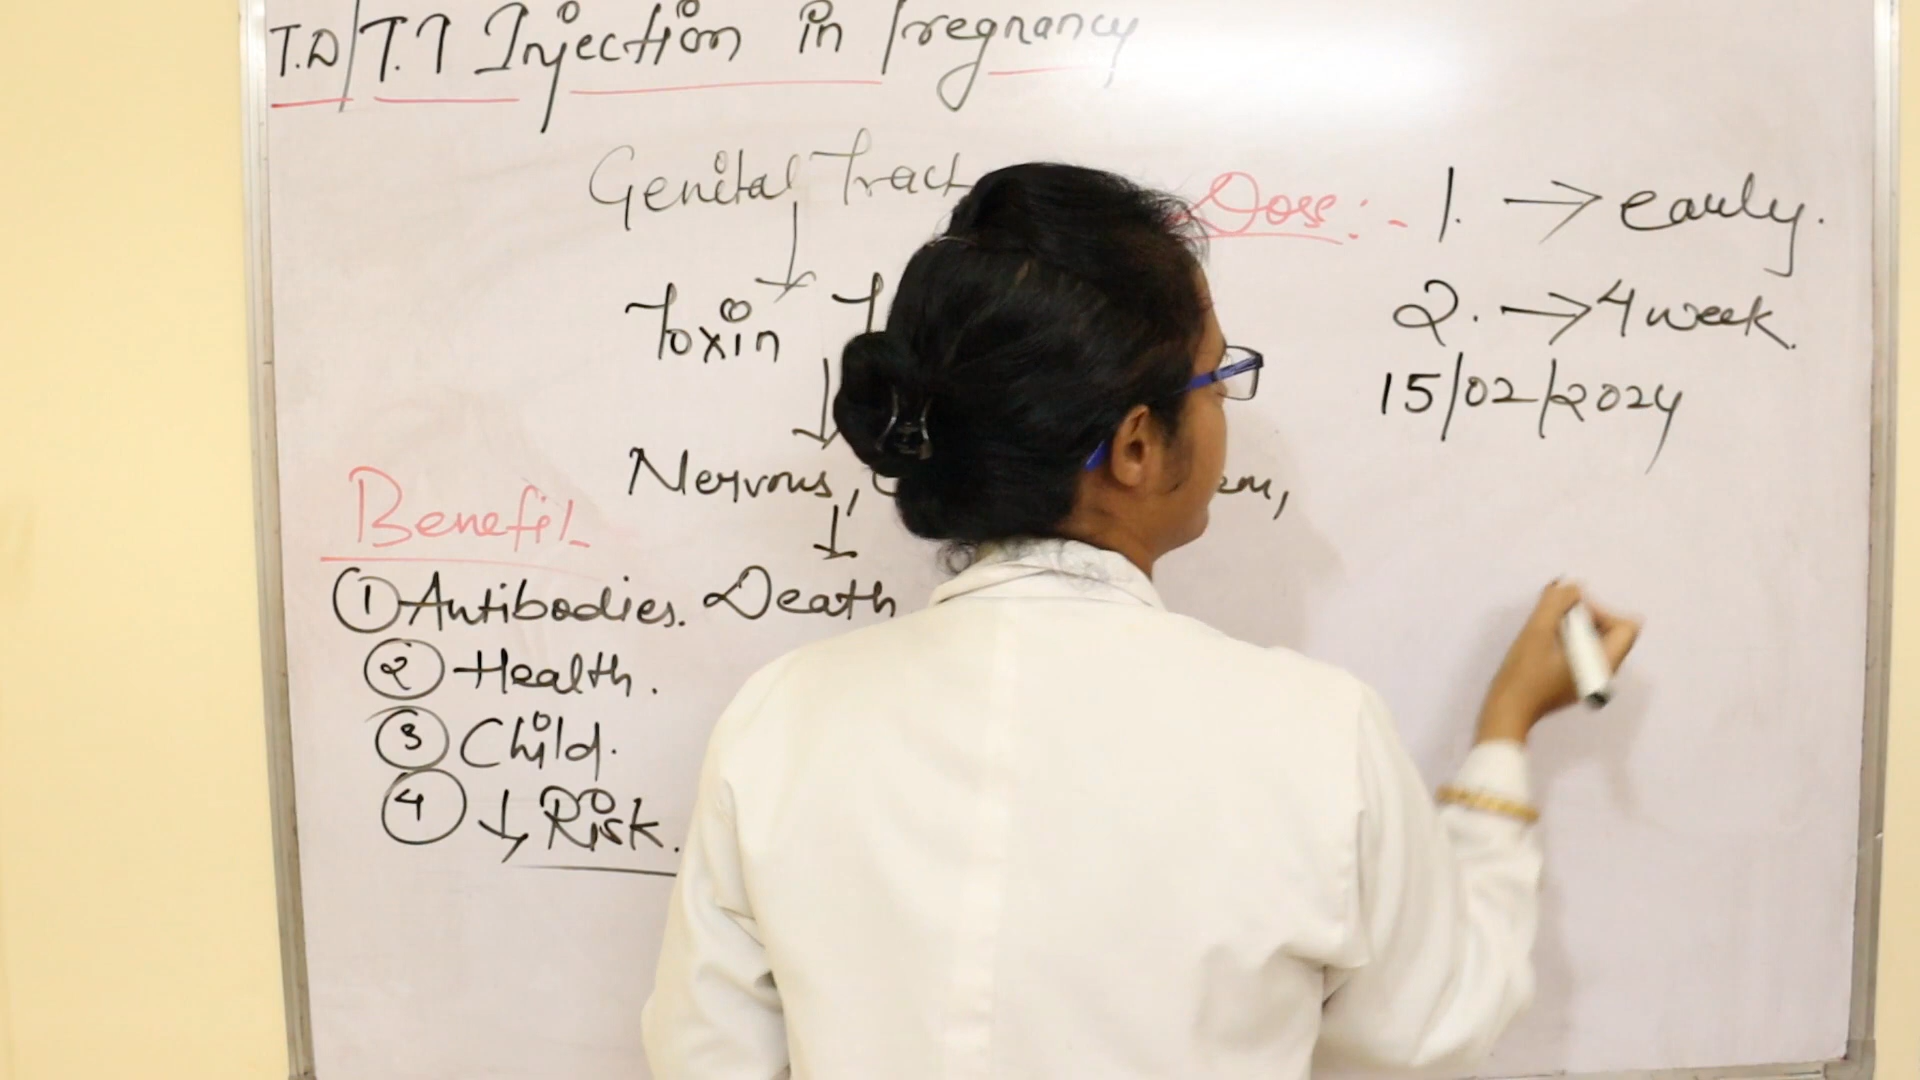 T.D/T.T Injection in Pregnancy
Genital Tract
Toxin
Nervous,
Death
Benefit
① Antibodies.
② Health.
③ Child.
④ ↓ Risk.
Dose:- 1. → early.
2. → 4 week.
15/02/2024